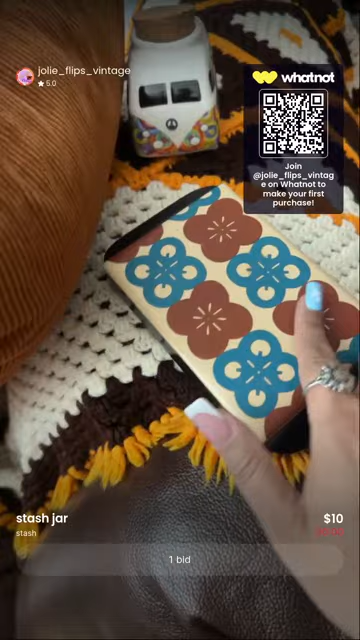 jolie_flips_vintage
★ 5.0
whatnot
Join
@jolie_flips_vintag
e on Whatnot to
make your first
purchase!
stash jar
$10
stash
1 bid